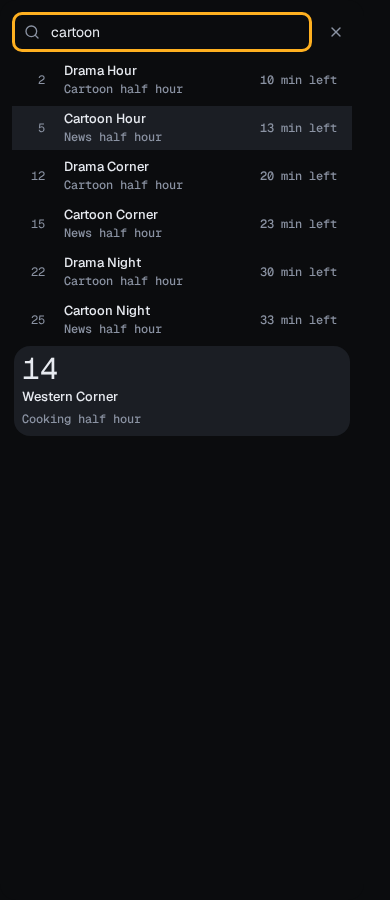 cartoon
2 Drama Hour 10 min left
Cartoon half hour
5 Cartoon Hour 13 min left
News half hour
12 Drama Corner 20 min left
Cartoon half hour
15 Cartoon Corner 23 min left
News half hour
22 Drama Night 30 min left
Cartoon half hour
25 Cartoon Night 33 min left
News half hour
14
Western Corner
Cooking half hour